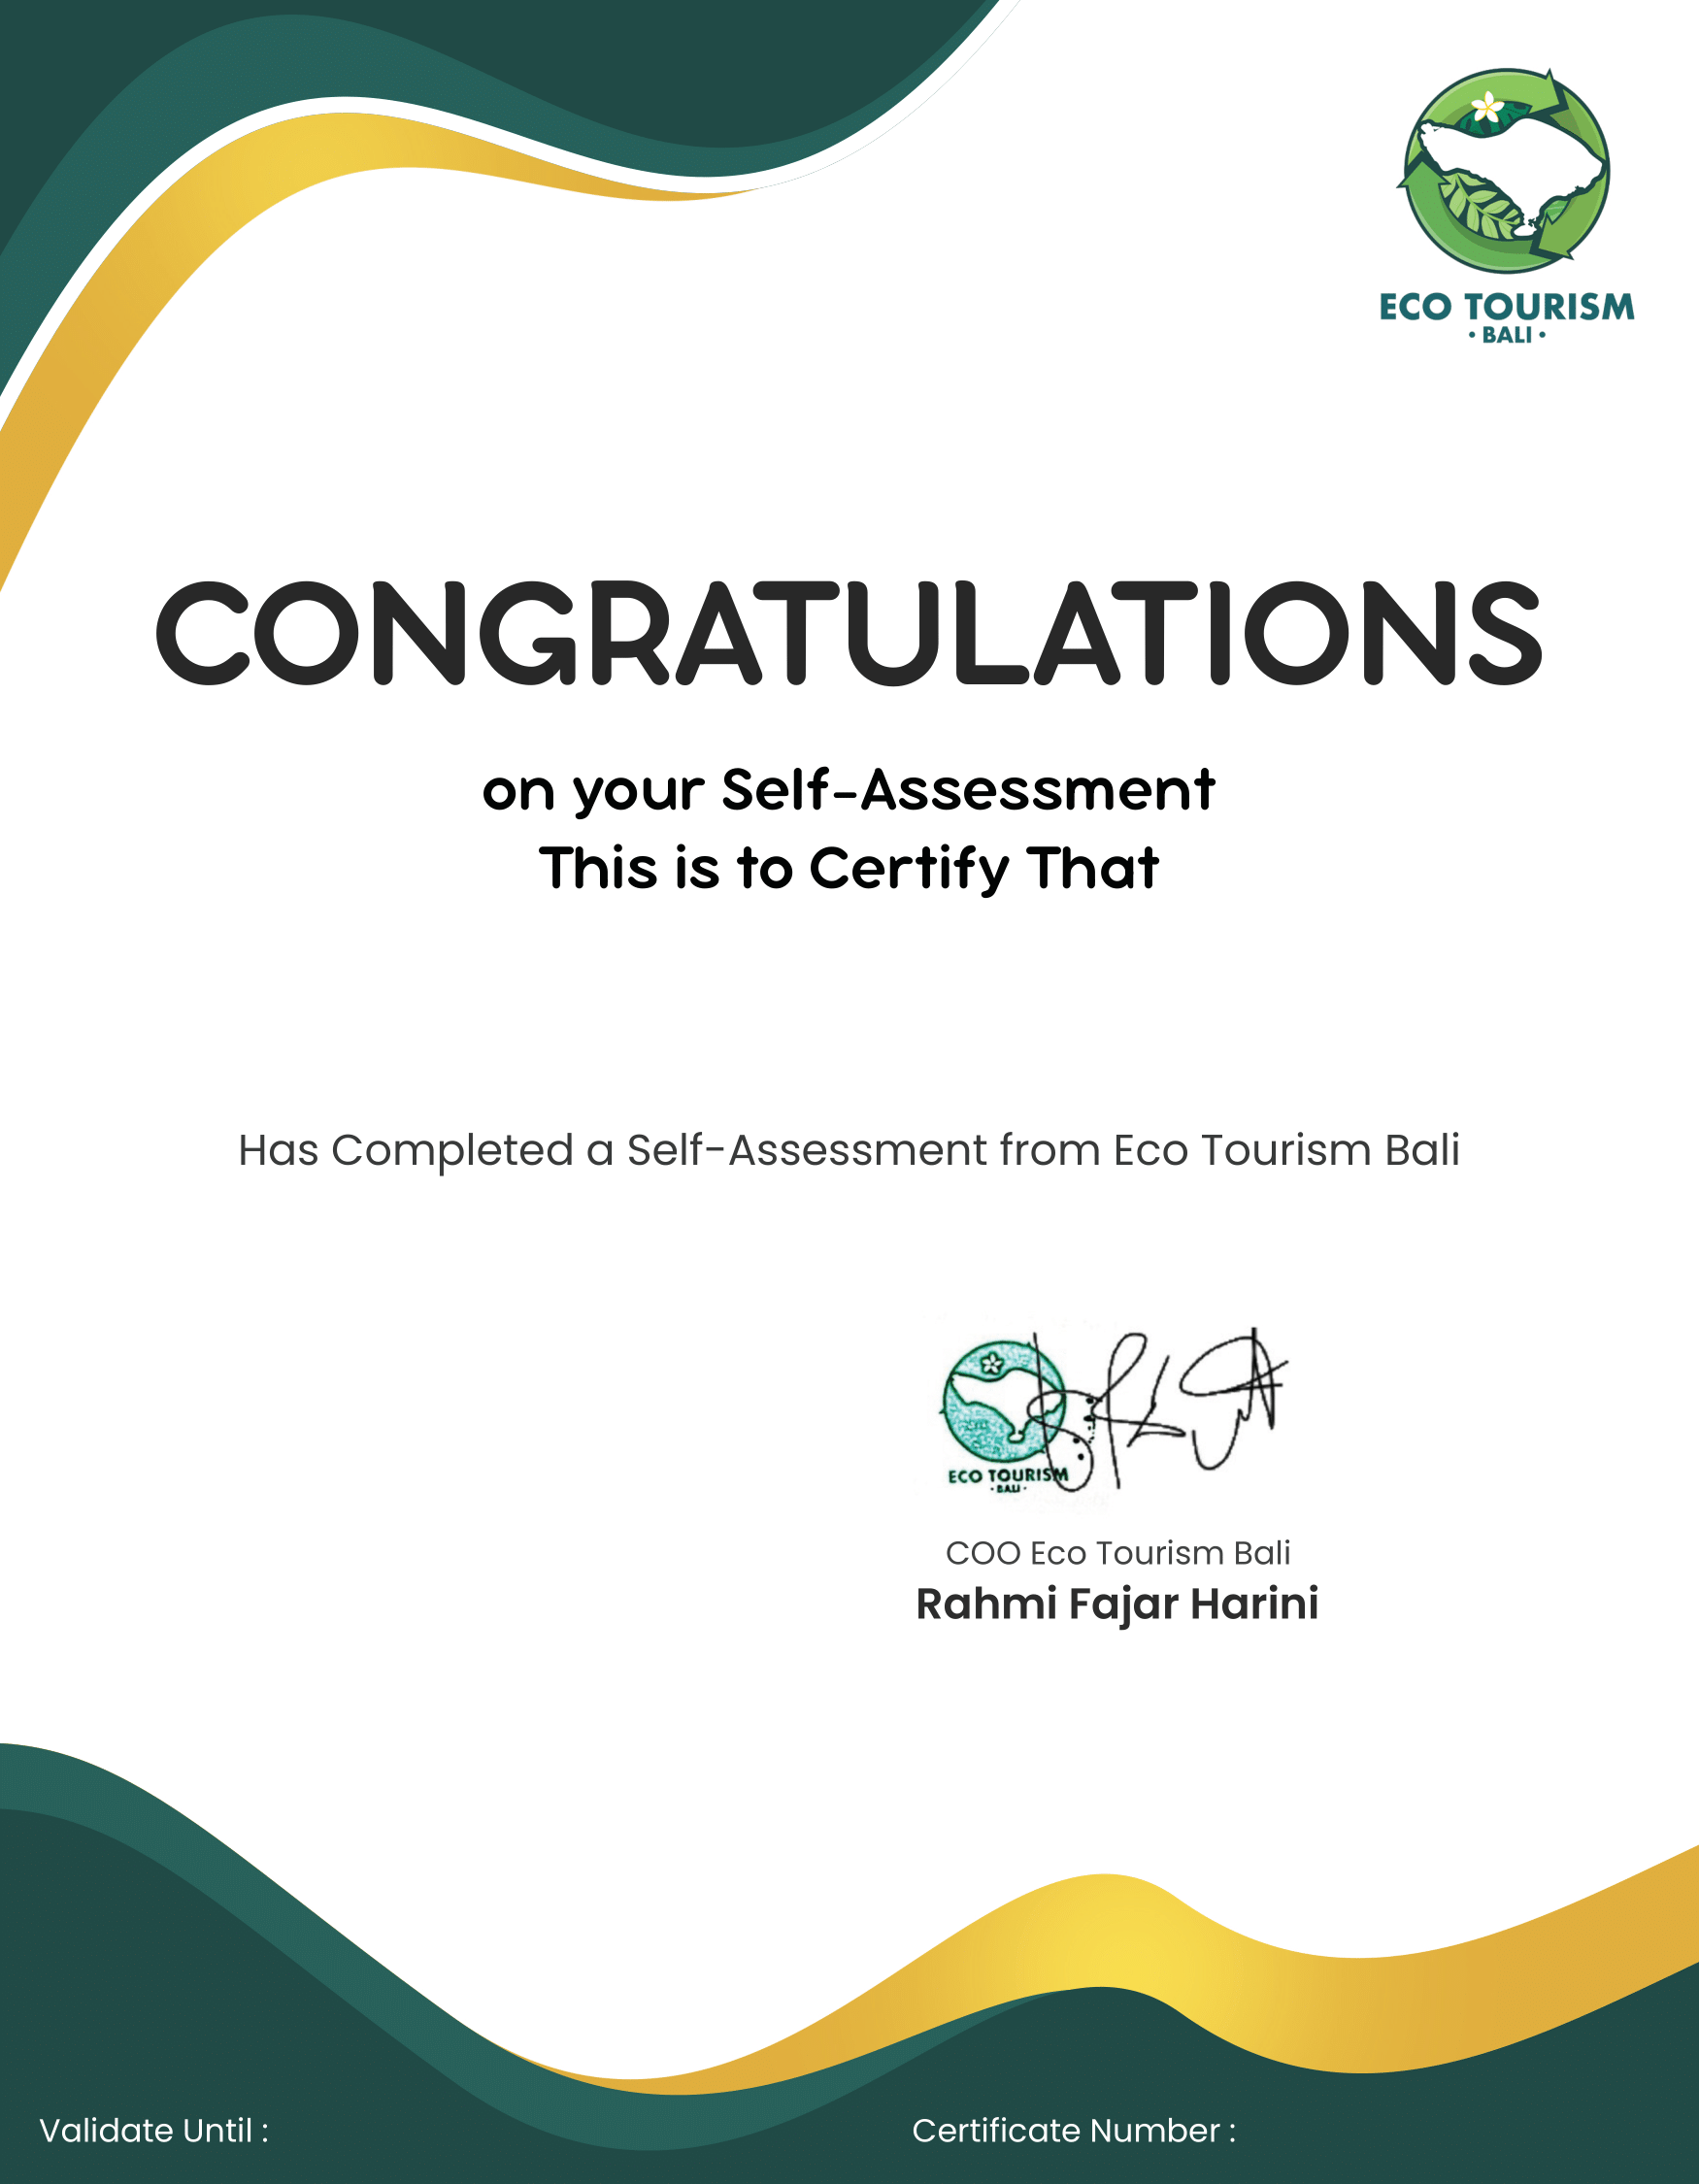 ECO TOURISM
• BALI •
CONGRATULATIONS
on your Self-Assessment
This is to Certify That
Has Completed a Self-Assessment from Eco Tourism Bali
ECO TOURISM
• BALI •
COO Eco Tourism Bali
Rahmi Fajar Harini
Validate Until :
Certificate Number :